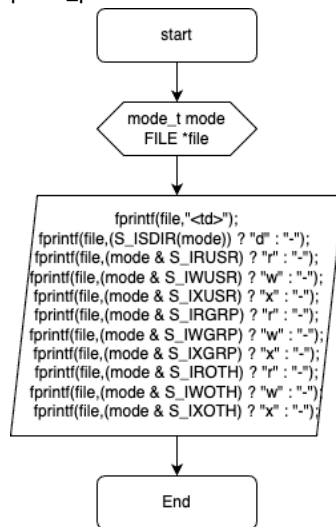 start
mode_t mode
FILE *file
fprintf(file,"<td>");
fprintf(file,(S_ISDIR(mode)) ? "d" : "-");
fprintf(file,(mode & S_IRUSR) ? "r" : "-");
fprintf(file,(mode & S_IWUSR) ? "w" : "-");
fprintf(file,(mode & S_IXUSR) ? "x" : "-");
fprintf(file,(mode & S_IRGRP) ? "r" : "-");
fprintf(file,(mode & S_IWGRP) ? "w" : "-");
fprintf(file,(mode & S_IXGRP) ? "x" : "-");
fprintf(file,(mode & S_IROTH) ? "r" : "-");
fprintf(file,(mode & S_IWOTH) ? "w" : "-");
fprintf(file,(mode & S_IXOTH) ? "x" : "-");
End